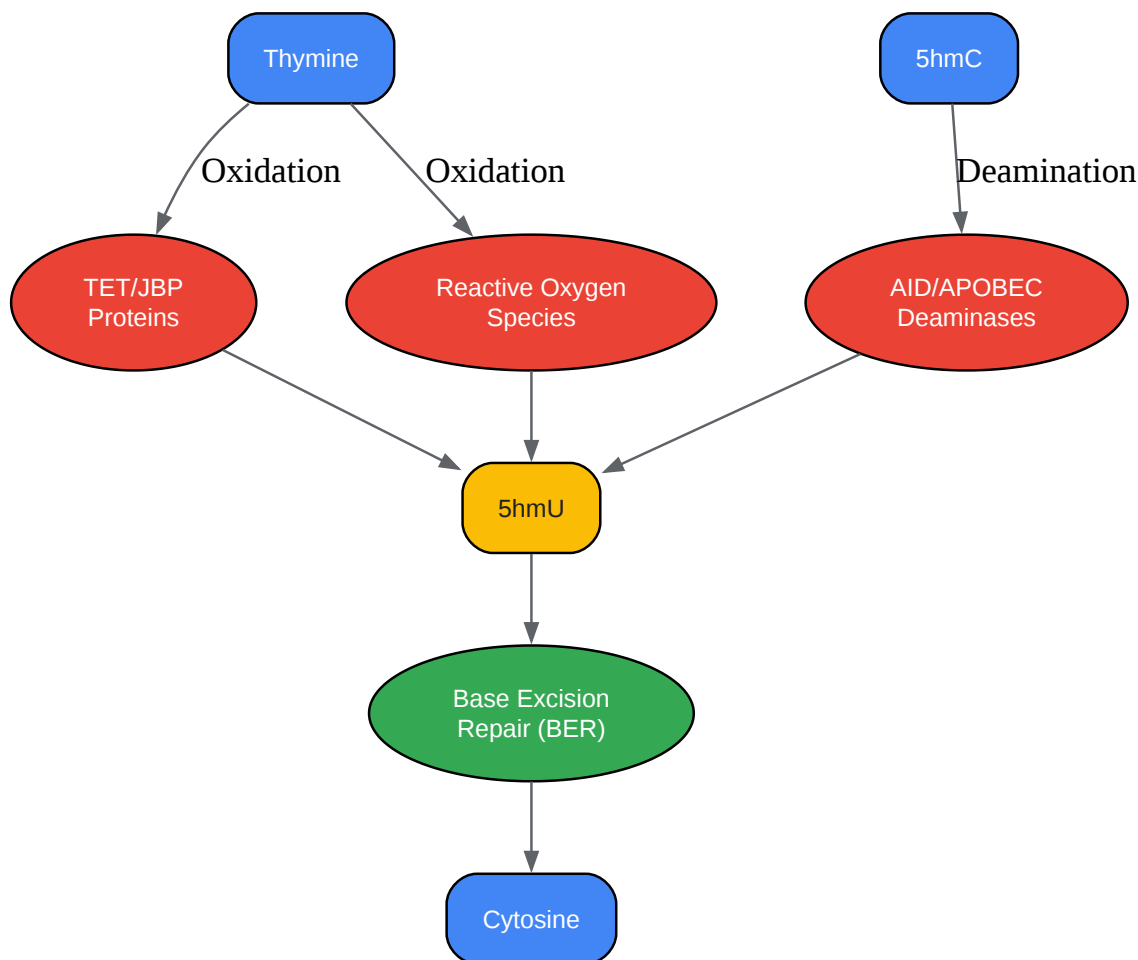 Thymine
5hmC
Oxidation
Oxidation
Deamination
TET/JBP
Proteins
Reactive Oxygen
Species
AID/APOBEC
Deaminases
5hmU
Base Excision
Repair (BER)
Cytosine